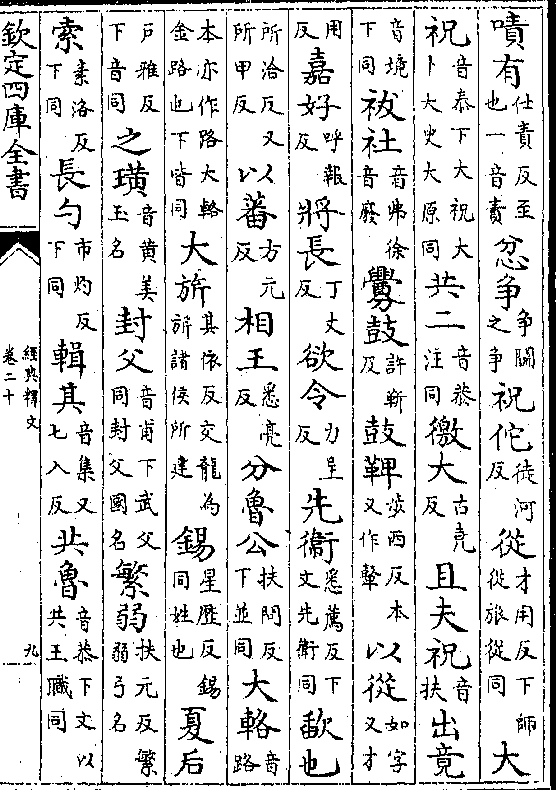 嘖有仕責反至也一音責忿争争鬭之争祝佗徒河反從才用反下師從旅從同大
祝音泰下大祝大卜大史大原同共二音恭注同徼大古堯反且夫祝音扶出竟
音境下同祓社音弗徐音廢釁鼓許靳反鼓鞞步西反本又作鼙以從如字又才
用反嘉好呼報反將長丁丈反欲令力呈反先衞悉薦反下文先衛同歃也
所洽反又所甲反以蕃方元反相王悉亮反分魯公扶問反下並同大輅音路
本亦作路大輅金路也下皆同大旂其依反交龍為旂諸侯所建錫星歷反錫同姓也夏后
戸雅反下音同之璜音黄美玉名封父音甫下武父同封父國名繁弱扶元反繁弱弓名
索素洛反下同長勺市灼反下同輯其音集又七入反共魯音恭下文以共王職同
欽定四庫全書
經典釋文
卷二十
九